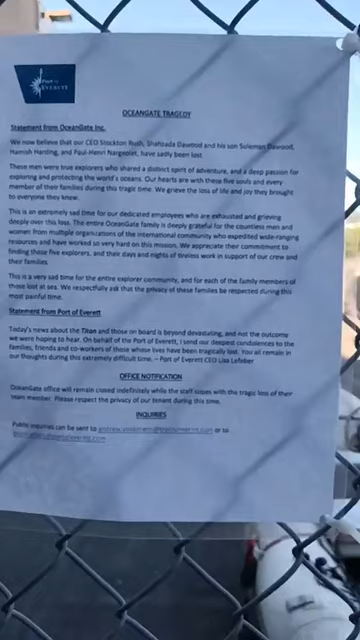 Port of
EVERETT
OCEANGATE TRAGEDY
Statement from OceanGate Inc.
We now believe that our CEO Stockton Rush, Shahzada Dawood and his son Suleman Dawood,
Hamish Harding, and Paul-Henri Nargeolet, have sadly been lost.
These men were true explorers who shared a distinct spirit of adventure, and a deep passion for
exploring and protecting the world's oceans. Our hearts are with these five souls and every
member of their families during this tragic time. We grieve the loss of life and joy they brought
to everyone they knew.
This is an extremely sad time for our dedicated employees who are exhausted and grieving
deeply over this loss. The entire OceanGate family is deeply grateful for the countless men and
women from multiple organizations of the international community who expedited wide-ranging
resources and have worked so very hard on this mission. We appreciate their commitment to
finding these five explorers, and their days and nights of tireless work in support of our crew and
their families.
This is a very sad time for the entire explorer community, and for each of the family members of
those lost at sea. We respectfully ask that the privacy of these families be respected during this
most painful time.
Statement from Port of Everett
Today's news about the Titan and those on board is beyond devastating, and not the outcome
we were hoping to hear. On behalf of the Port of Everett, I send our deepest condolences to the
families, friends and co-workers of those whose lives have been tragically lost. You all remain in
our thoughts during this extremely difficult time. – Port of Everett CEO Lisa Lefeber
OFFICE NOTIFICATION
OceanGate office will remain closed indefinitely while the staff copes with the tragic loss of their
team member. Please respect the privacy of our tenant during this time.
INQUIRIES
Public inquiries can be sent to or to